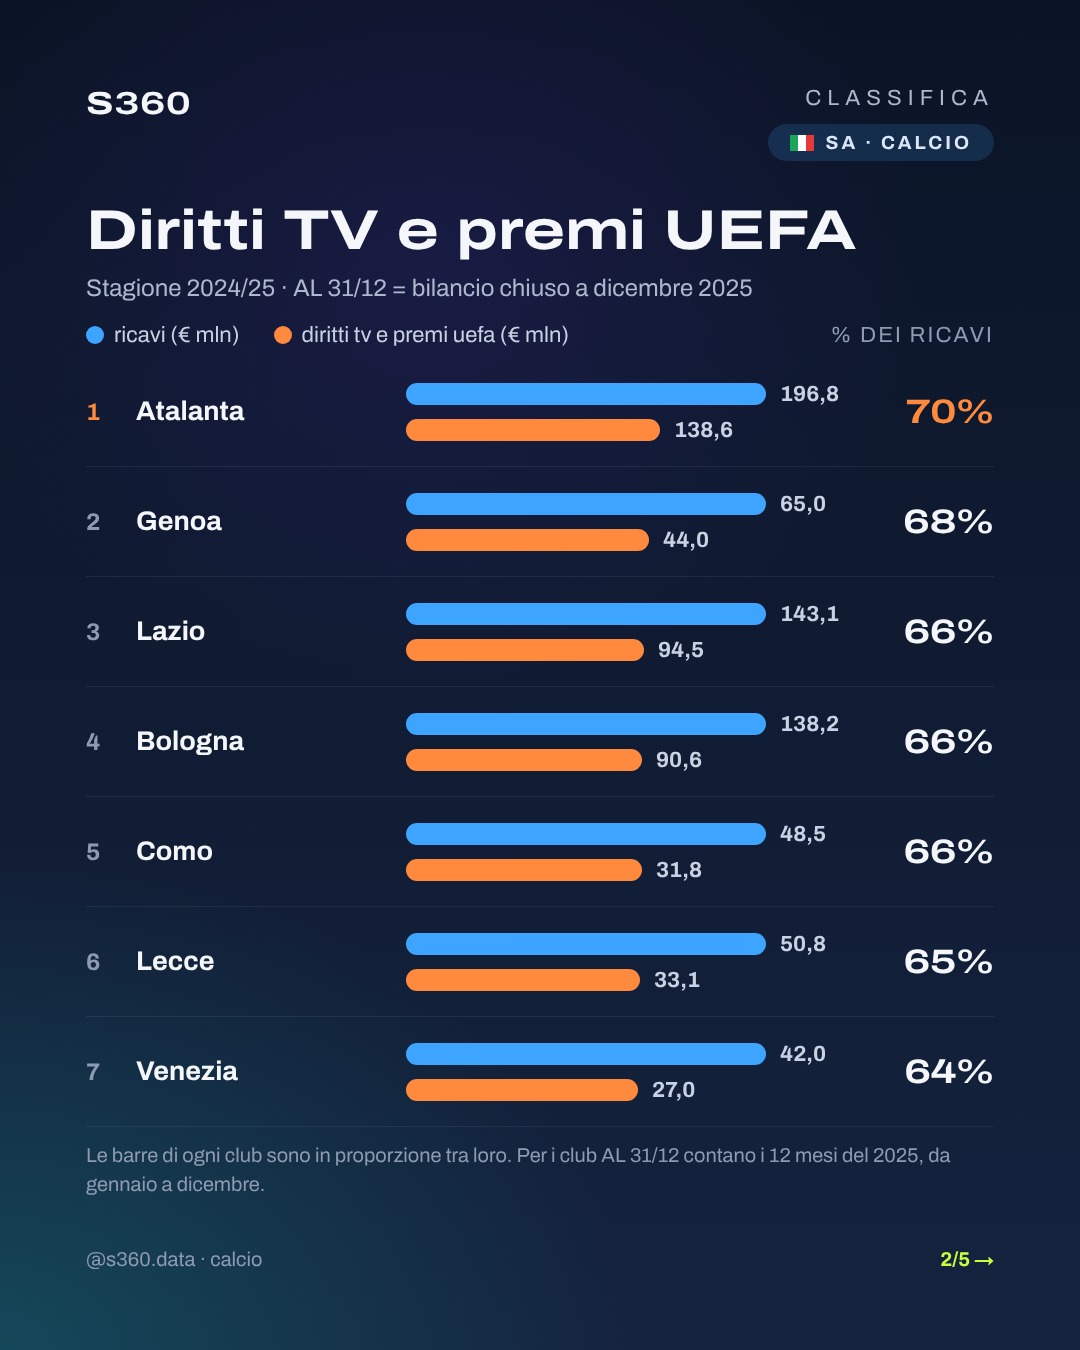 S360
CLASSIFICA
SA · CALCIO
Diritti TV e premi UEFA
Stagione 2024/25 · AL 31/12 = bilancio chiuso a dicembre 2025
ricavi (€ mln) diritti tv e premi uefa (€ mln) % DEI RICAVI
1 Atalanta 196,8 138,6 70%
2 Genoa 65,0 44,0 68%
3 Lazio 143,1 94,5 66%
4 Bologna 138,2 90,6 66%
5 Como 48,5 31,8 66%
6 Lecce 50,8 33,1 65%
7 Venezia 42,0 27,0 64%
Le barre di ogni club sono in proporzione tra loro. Per i club AL 31/12 contano i 12 mesi del 2025, da
gennaio a dicembre.
@s360.data · calcio 2/5 →